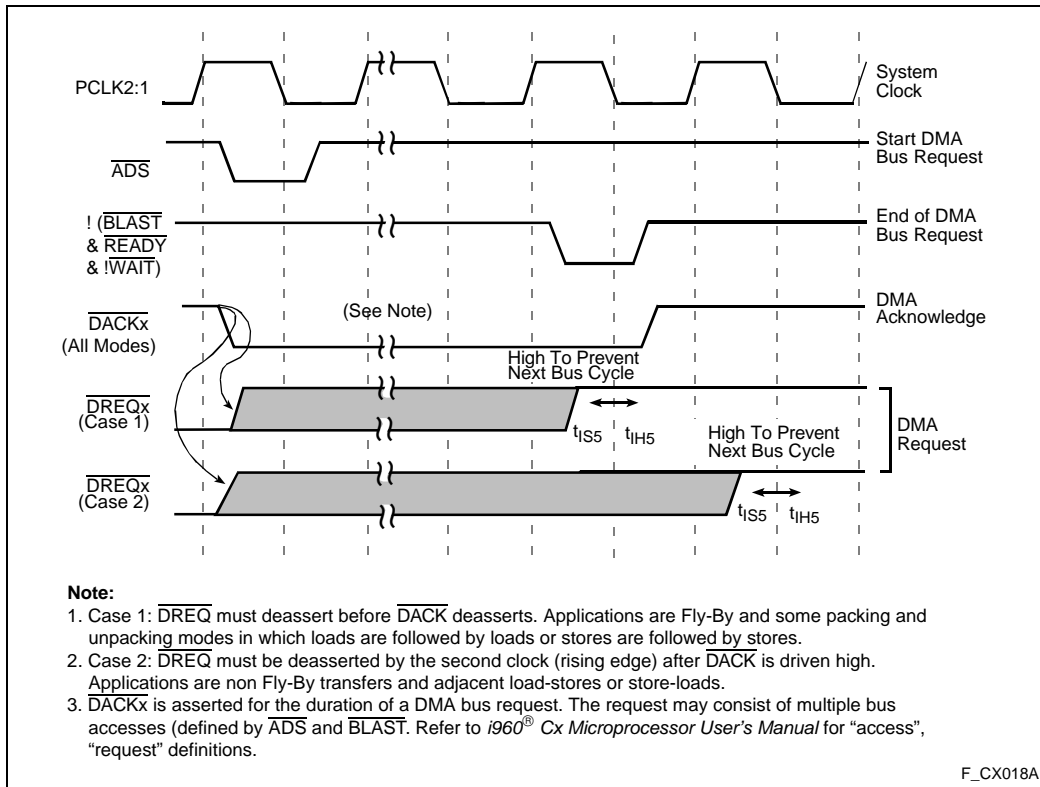 PCLK2:1
System
Clock
ADS
Start DMA
Bus Request
! (BLAST
& READY
& !WAIT)
End of DMA
Bus Request
DACKx
(All Modes)
(See Note)
DMA
Acknowledge
High To Prevent
Next Bus Cycle
DREQx
(Case 1)
tIS5
tIH5
High To Prevent
Next Bus Cycle
DMA
Request
DREQx
(Case 2)
tIS5
tIH5
Note:
1. Case 1: DREQ must deassert before DACK deasserts. Applications are Fly-By and some packing and
unpacking modes in which loads are followed by loads or stores are followed by stores.
2. Case 2: DREQ must be deasserted by the second clock (rising edge) after DACK is driven high.
Applications are non Fly-By transfers and adjacent load-stores or store-loads.
3. DACKx is asserted for the duration of a DMA bus request. The request may consist of multiple bus
accesses (defined by ADS and BLAST. Refer to i960® Cx Microprocessor User's Manual for “access”,
“request” definitions.
F_CX018A